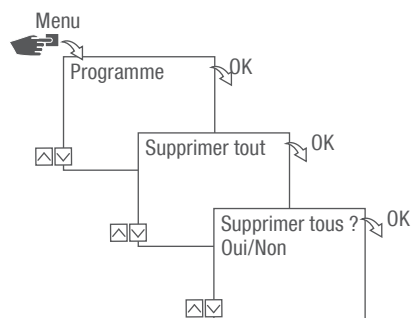 Menu
Programme
OK
Supprimer tout
OK
Supprimer tous ?
Oui/Non
OK